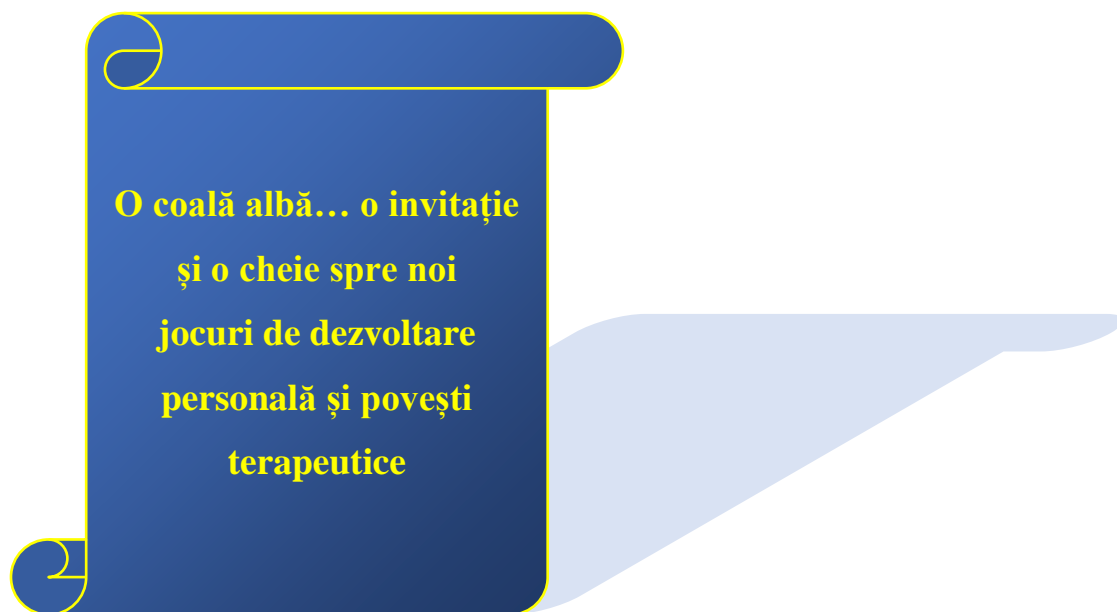 O coală albă… o invitație
și o cheie spre noi
jocuri de dezvoltare
personală și povești
terapeutice